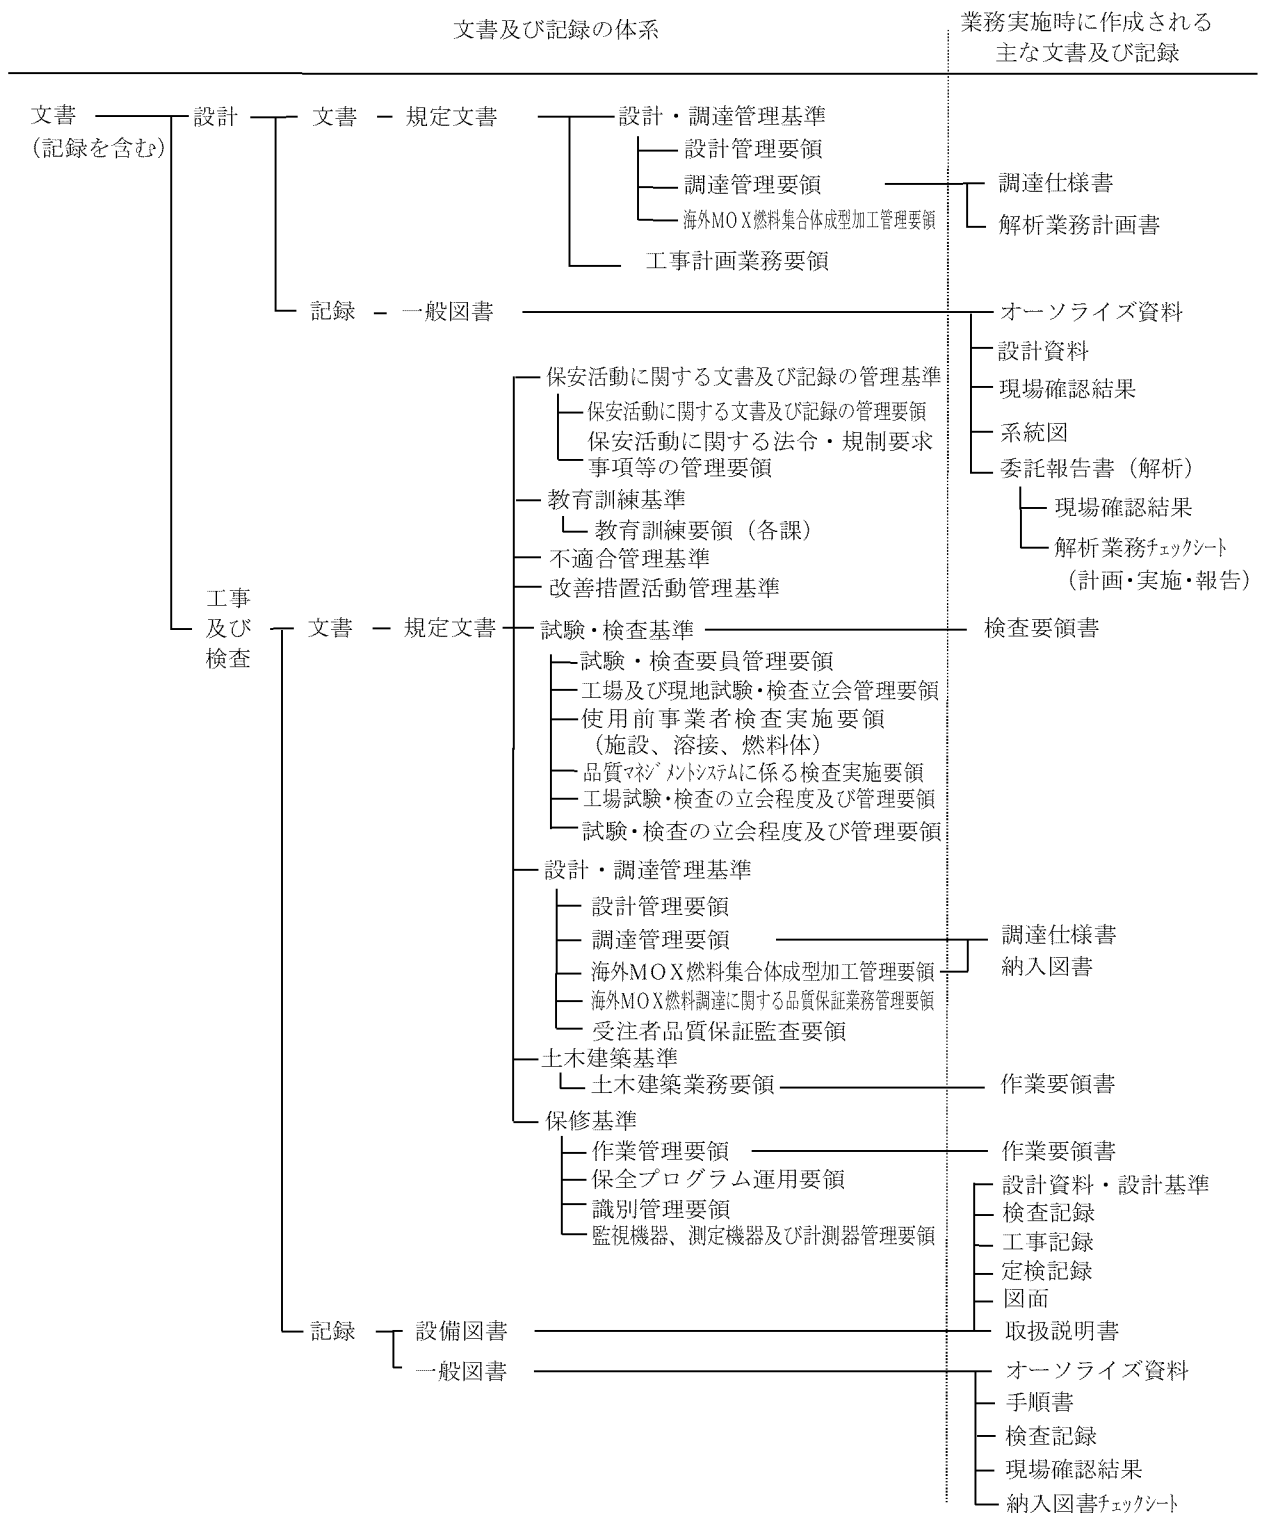 文書及び記録の体系
業務実施時に作成される
主な文書及び記録
文書
(記録を含む)
設計
文書
規定文書
設計・調達管理基準
設計管理要領
調達管理要領
調達仕様書
海外MOX燃料集合体成型加工管理要領
解析業務計画書
工事計画業務要領
記録
一般図書
オーソライズ資料
設計資料
現場確認結果
系統図
委託報告書（解析）
現場確認結果
解析業務ﾁｪｯｸｼｰﾄ
（計画・実施・報告）
工事
及び
検査
文書
規定文書
保安活動に関する文書及び記録の管理基準
保安活動に関する文書及び記録の管理要領
保安活動に関する法令・規制要求
事項等の管理要領
教育訓練基準
教育訓練要領（各課）
不適合管理基準
改善措置活動管理基準
試験・検査基準
検査要領書
試験・検査要員管理要領
工場及び現地試験・検査立会管理要領
使用前事業者検査実施要領
（施設、溶接、燃料体）
品質ﾏﾈｼﾞﾒﾝﾄｼｽﾃﾑに係る検査実施要領
工場試験・検査の立会程度及び管理要領
試験・検査の立会程度及び管理要領
設計・調達管理基準
設計管理要領
調達管理要領
調達仕様書
納入図書
海外MOX燃料集合体成型加工管理要領
海外MOX燃料調達に関する品質保証業務管理要領
受注者品質保証監査要領
土木建築基準
土木建築業務要領
作業要領書
保修基準
作業管理要領
作業要領書
保全プログラム運用要領
識別管理要領
監視機器、測定機器及び計測器管理要領
記録
設備図書
設計資料・設計基準
検査記録
工事記録
定検記録
図面
取扱説明書
一般図書
オーソライズ資料
手順書
検査記録
現場確認結果
納入図書ﾁｪｯｸｼｰﾄ